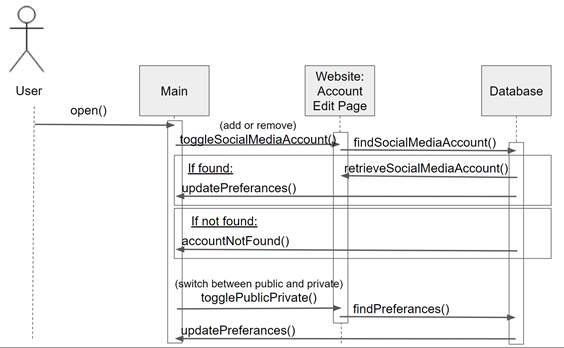 User
Main
Website:
Account
Edit Page
Database
open()
(add or remove)
toggleSocialMediaAccount()
findSocialMediaAccount()
If found:
retrieveSocialMediaAccount()
updatePreferances()
If not found:
accountNotFound()
(switch between public and private)
togglePublicPrivate()
findPreferances()
updatePreferances()